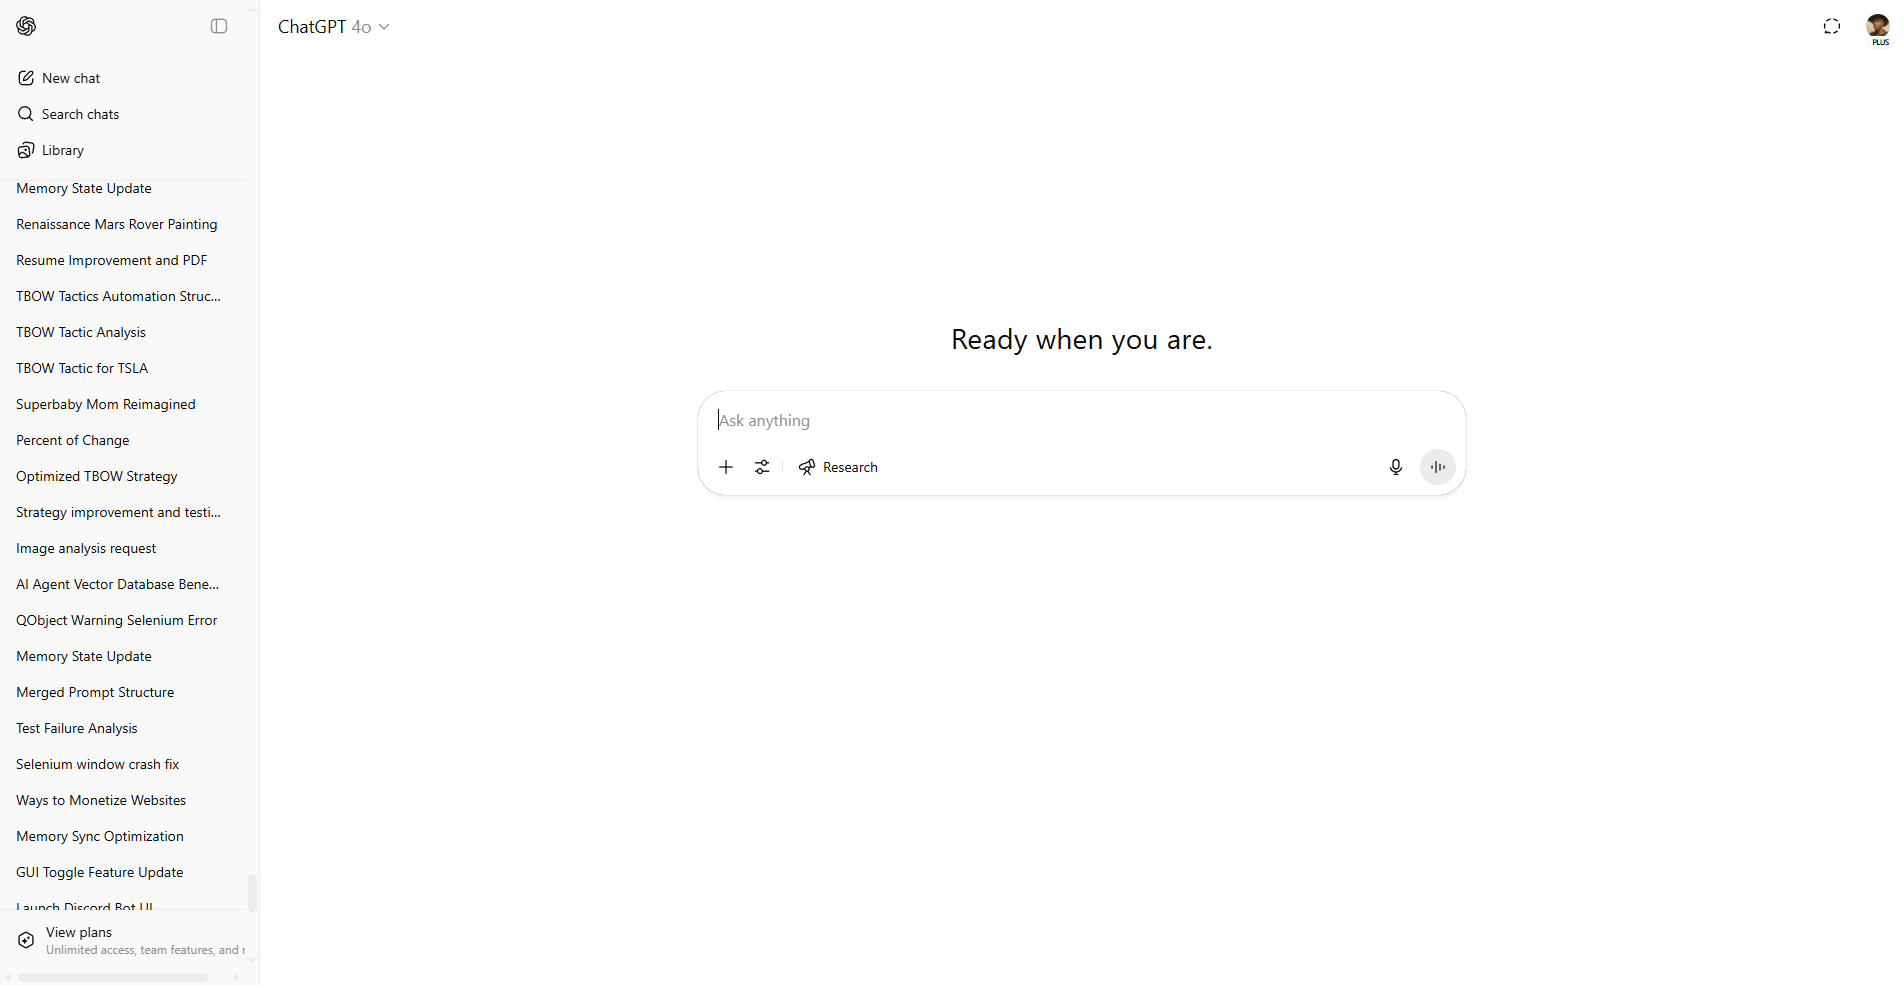 ChatGPT 4o
PLUS
New chat
Search chats
Library
Memory State Update
Renaissance Mars Rover Painting
Resume Improvement and PDF
TBOW Tactics Automation Struc...
TBOW Tactic Analysis
TBOW Tactic for TSLA
Superbaby Mom Reimagined
Percent of Change
Optimized TBOW Strategy
Strategy improvement and testi...
Image analysis request
AI Agent Vector Database Bene...
QObject Warning Selenium Error
Memory State Update
Merged Prompt Structure
Test Failure Analysis
Selenium window crash fix
Ways to Monetize Websites
Memory Sync Optimization
GUI Toggle Feature Update
Launch Discord Bot UI
View plans
Unlimited access, team features, and
Ready when you are.
Ask anything
Research